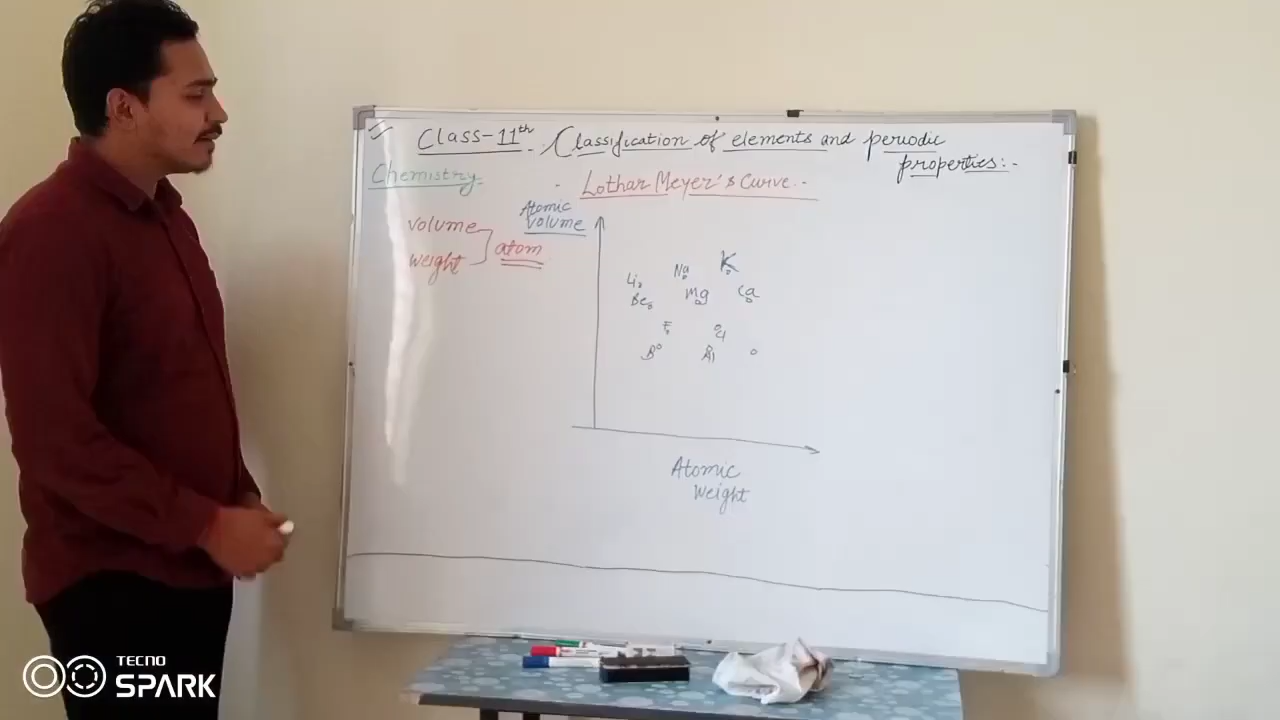 Class-11th Classification of elements and periodic
properties:-
Chemistry
- Lothar Meyer's Curve -
Volume
weight
atom
Atomic
volume
Li Na K
Be Mg Ca
F Cl
B Al
Atomic
weight
TECNO
SPARK